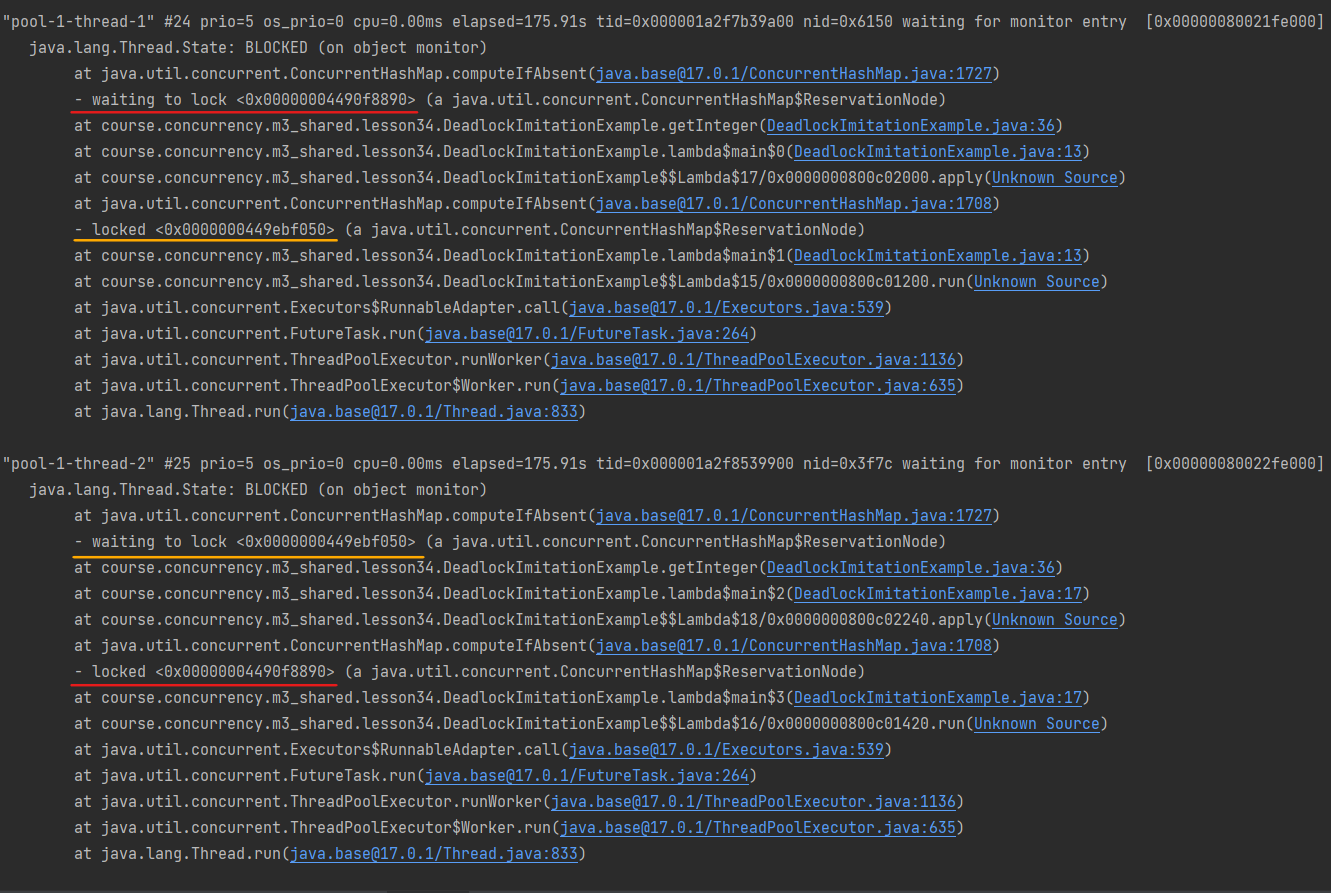 "pool-1-thread-1" #24 prio=5 os_prio=0 cpu=0.00ms elapsed=175.91s tid=0x000001a2f7b39a00 nid=0x6150 waiting for monitor entry  [0x00000080021fe000]
java.lang.Thread.State: BLOCKED (on object monitor)
at java.util.concurrent.ConcurrentHashMap.computeIfAbsent(java.base@17.0.1/ConcurrentHashMap.java:1727)
- waiting to lock <0x00000004490f8890> (a java.util.concurrent.ConcurrentHashMap$ReservationNode)
at course.concurrency.m3_shared.lesson34.DeadlockImitationExample.getInteger(DeadlockImitationExample.java:36)
at course.concurrency.m3_shared.lesson34.DeadlockImitationExample.lambda$main$0(DeadlockImitationExample.java:13)
at course.concurrency.m3_shared.lesson34.DeadlockImitationExample$$Lambda$17/0x0000000800c02000.apply(Unknown Source)
at java.util.concurrent.ConcurrentHashMap.computeIfAbsent(java.base@17.0.1/ConcurrentHashMap.java:1708)
- locked <0x0000000449ebf050> (a java.util.concurrent.ConcurrentHashMap$ReservationNode)
at course.concurrency.m3_shared.lesson34.DeadlockImitationExample.lambda$main$1(DeadlockImitationExample.java:13)
at course.concurrency.m3_shared.lesson34.DeadlockImitationExample$$Lambda$15/0x0000000800c01200.run(Unknown Source)
at java.util.concurrent.Executors$RunnableAdapter.call(java.base@17.0.1/Executors.java:539)
at java.util.concurrent.FutureTask.run(java.base@17.0.1/FutureTask.java:264)
at java.util.concurrent.ThreadPoolExecutor.runWorker(java.base@17.0.1/ThreadPoolExecutor.java:1136)
at java.util.concurrent.ThreadPoolExecutor$Worker.run(java.base@17.0.1/ThreadPoolExecutor.java:635)
at java.lang.Thread.run(java.base@17.0.1/Thread.java:833)
"pool-1-thread-2" #25 prio=5 os_prio=0 cpu=0.00ms elapsed=175.91s tid=0x000001a2f8539900 nid=0x3f7c waiting for monitor entry  [0x00000080022fe000]
java.lang.Thread.State: BLOCKED (on object monitor)
at java.util.concurrent.ConcurrentHashMap.computeIfAbsent(java.base@17.0.1/ConcurrentHashMap.java:1727)
- waiting to lock <0x0000000449ebf050> (a java.util.concurrent.ConcurrentHashMap$ReservationNode)
at course.concurrency.m3_shared.lesson34.DeadlockImitationExample.getInteger(DeadlockImitationExample.java:36)
at course.concurrency.m3_shared.lesson34.DeadlockImitationExample.lambda$main$2(DeadlockImitationExample.java:17)
at course.concurrency.m3_shared.lesson34.DeadlockImitationExample$$Lambda$18/0x0000000800c02240.apply(Unknown Source)
at java.util.concurrent.ConcurrentHashMap.computeIfAbsent(java.base@17.0.1/ConcurrentHashMap.java:1708)
- locked <0x00000004490f8890> (a java.util.concurrent.ConcurrentHashMap$ReservationNode)
at course.concurrency.m3_shared.lesson34.DeadlockImitationExample.lambda$main$3(DeadlockImitationExample.java:17)
at course.concurrency.m3_shared.lesson34.DeadlockImitationExample$$Lambda$16/0x0000000800c01420.run(Unknown Source)
at java.util.concurrent.Executors$RunnableAdapter.call(java.base@17.0.1/Executors.java:539)
at java.util.concurrent.FutureTask.run(java.base@17.0.1/FutureTask.java:264)
at java.util.concurrent.ThreadPoolExecutor.runWorker(java.base@17.0.1/ThreadPoolExecutor.java:1136)
at java.util.concurrent.ThreadPoolExecutor$Worker.run(java.base@17.0.1/ThreadPoolExecutor.java:635)
at java.lang.Thread.run(java.base@17.0.1/Thread.java:833)